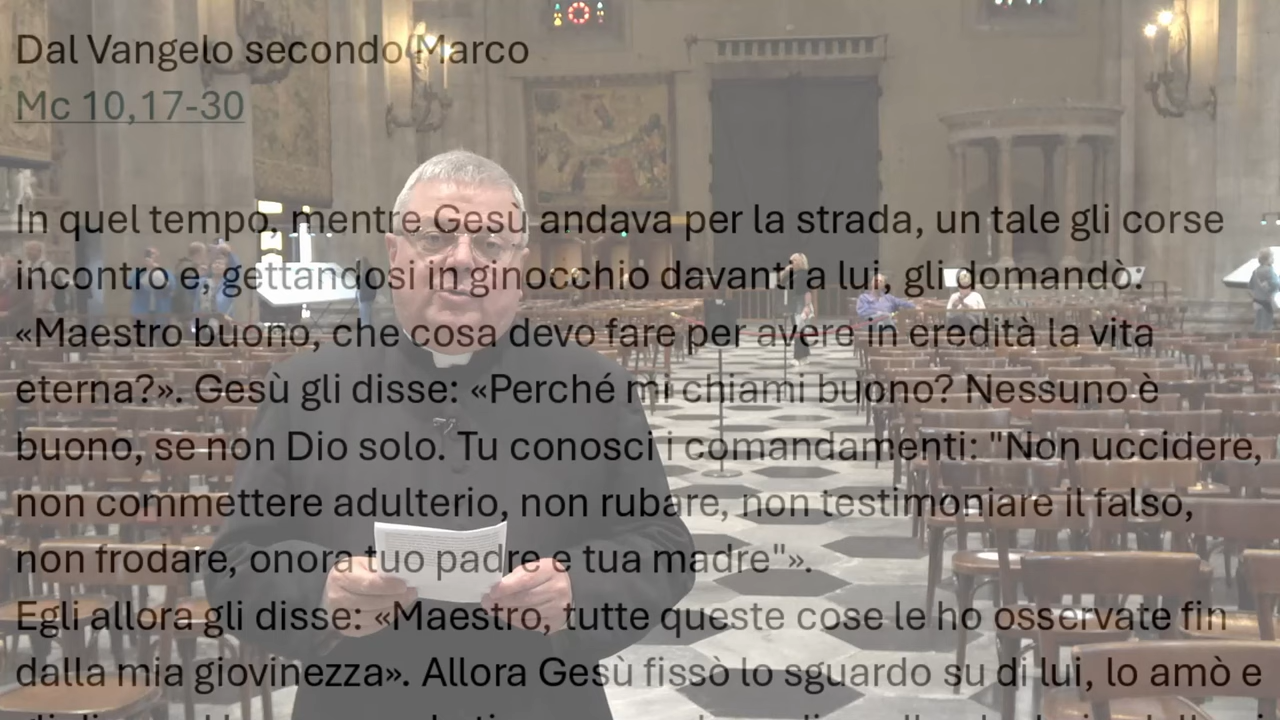 Dal Vangelo secondo Marco
Mc 10,17-30
In quel tempo, mentre Gesù andava per la strada, un tale gli corse
incontro e, gettandosi in ginocchio davanti a lui, gli domandò:
«Maestro buono, che cosa devo fare per avere in eredità la vita
eterna?». Gesù gli disse: «Perché mi chiami buono? Nessuno è
buono, se non Dio solo. Tu conosci i comandamenti: "Non uccidere,
non commettere adulterio, non rubare, non testimoniare il falso,
non frodare, onora tuo padre e tua madre"».
Egli allora gli disse: «Maestro, tutte queste cose le ho osservate fin
dalla mia giovinezza». Allora Gesù fissò lo sguardo su di lui, lo amò e